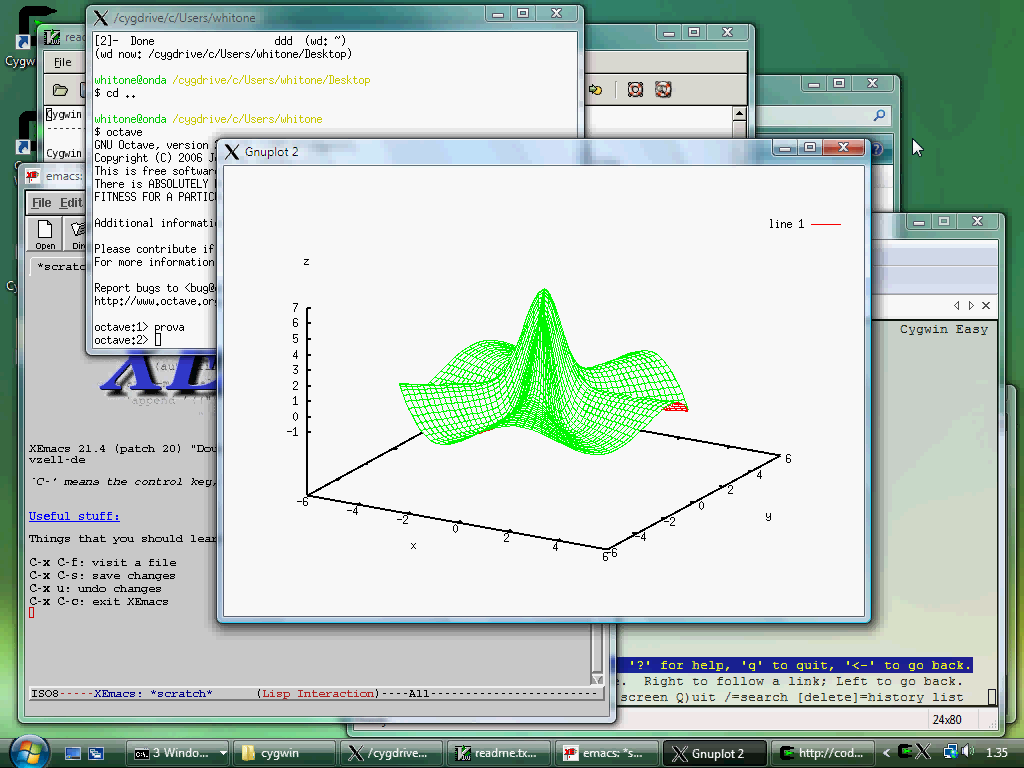 /cygdrive/c/Users/whitone
[2]-  Done                    ddd  (wd: ~)
(wd now: /cygdrive/c/Users/whitone/Desktop)
whitone@onda /cygdrive/c/Users/whitone/Desktop
$ cd ..
whitone@onda /cygdrive/c/Users/whitone
$ octave
GNU Octave, version
Copyright (C) 2006
This is free software
There is ABSOLUTELY
FITNESS FOR A
Additional
Please contribute if
For more information
Report bugs to <bug@
http://www.octave.org
octave:1> prova
octave:2>
File
Cygwin
-----
Cygwin
emacs:
File Edit
Open
*scratch
XEmacs 21.4 (patch 20)
vzell-de
`C-' means the control key,
Useful stuff:
Things that you should
C-x C-f: visit a file
C-x C-s: save changes
C-x u: undo changes
C-x C-c: exit XEmacs
ISO8-----XEmacs: *scratch*      (Lisp Interaction)----All---------------------------
Gnuplot 2
line 1
z
7
6
5
4
3
2
1
0
-1
-6
-4
-2
0
2
4
6
x
-6
-4
-2
0
2
4
6
y
Cygwin Easy
'?' for help, 'q' to quit, '<-' to go back.
Right to follow a link; Left to go back.
screen Q)uit /=search [delete]=history list
24x80
3 Windo...
cygwin
/cygdrive...
readme.tx...
emacs: *s...
Gnuplot 2
http://cod...
1.35